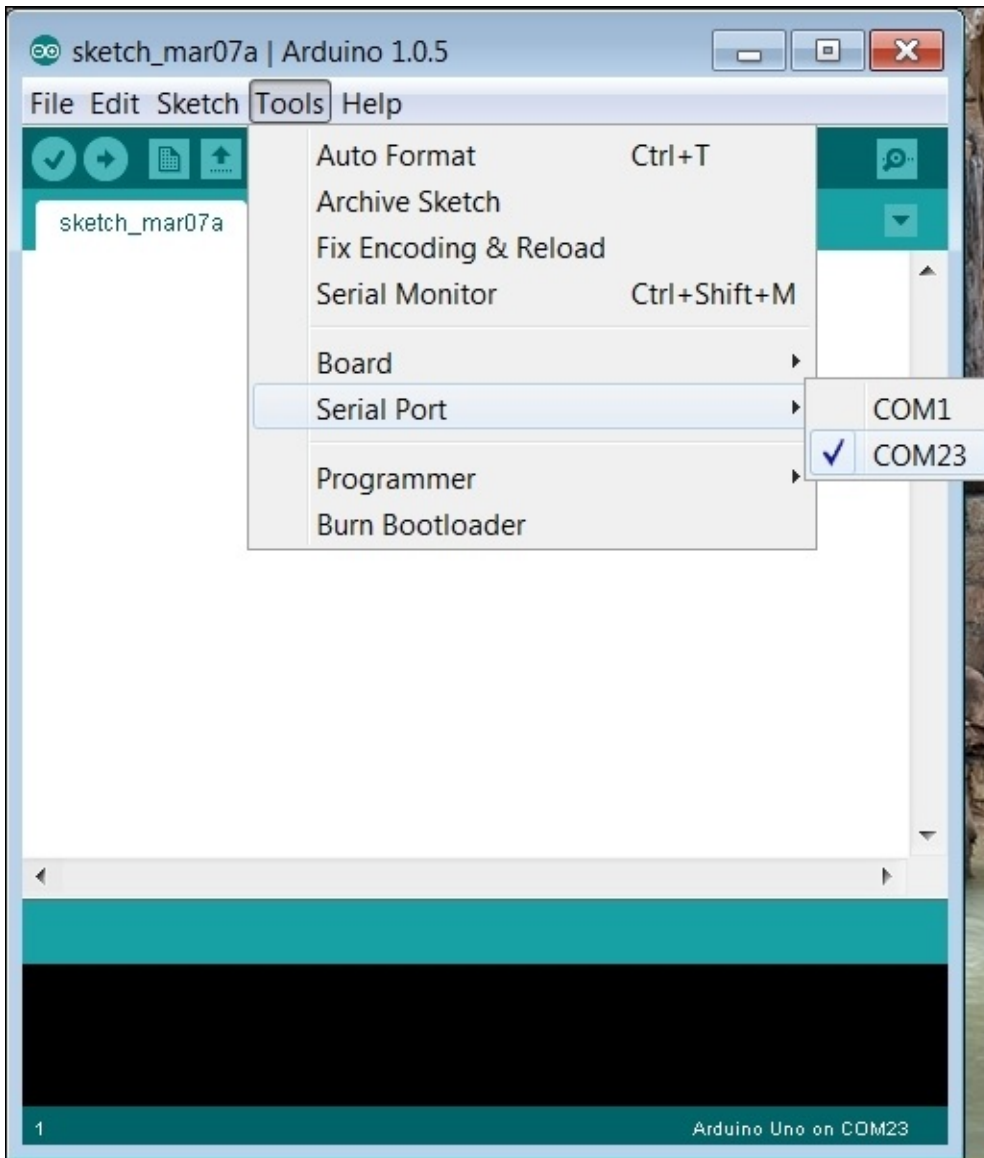 sketch_mar07a | Arduino 1.0.5
File Edit Sketch Tools Help
Auto Format Ctrl+T
sketch_mar07a
Archive Sketch
Fix Encoding & Reload
Serial Monitor Ctrl+Shift+M
Board
Serial Port
COM1
COM23
Programmer
Burn Bootloader
1 Arduino Uno on COM23